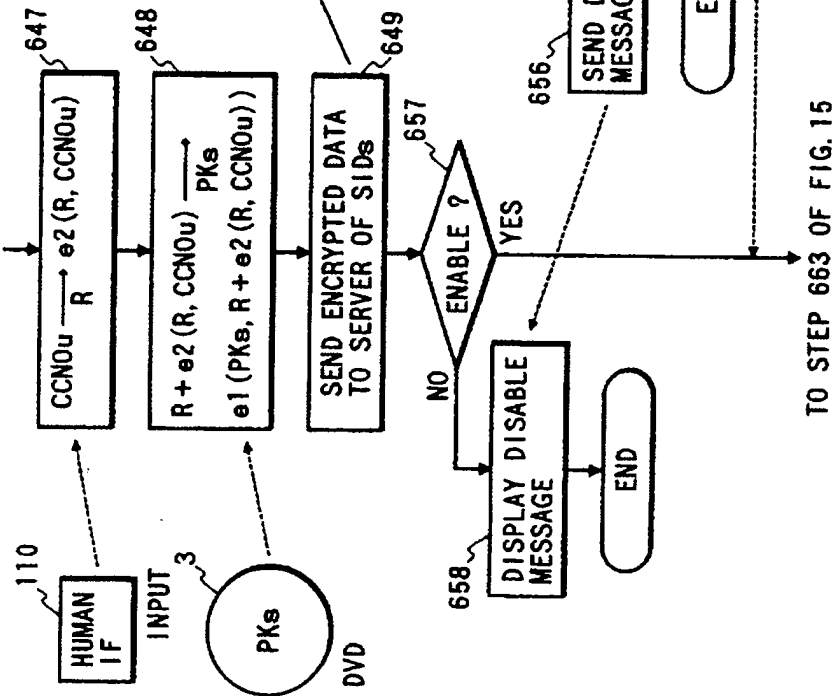 647
CCNOu → e2(R, CCNOu)
R
648
R + e2(R, CCNOu) →
PKs
e1(PKs, R + e2(R, CCNOu))
649
SEND ENCRYPTED DATA
TO SERVER OF SIDs
657
ENABLE ?
NO
YES
658
DISPLAY DISABLE
MESSAGE
END
110
HUMAN
IF
INPUT
3
PKs
DVD
656
SEND
TO STEP 663 OF FIG. 15